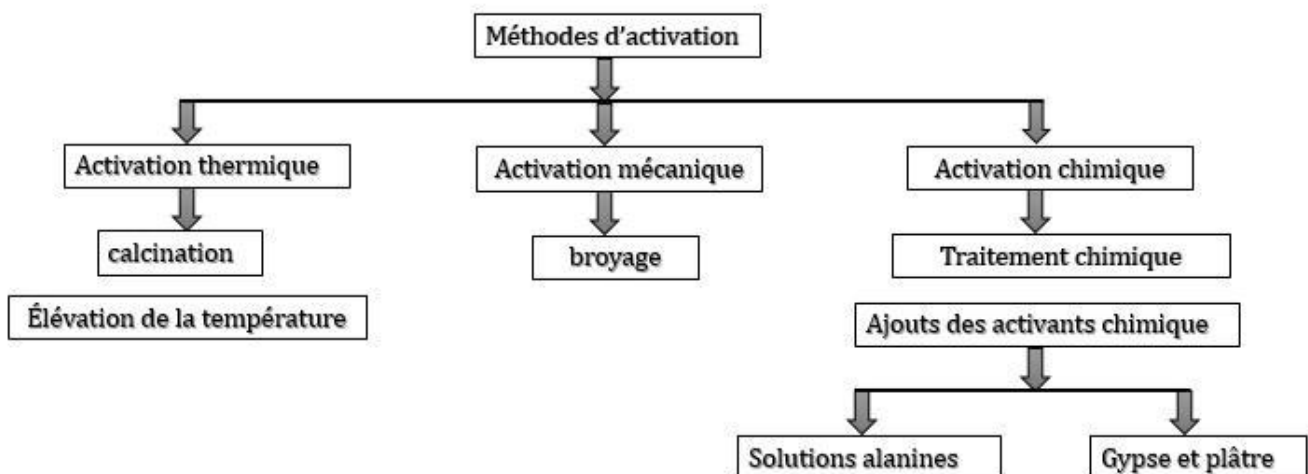 Méthodes d'activation
Activation thermique
Activation mécanique
Activation chimique
calcination
broyage
Traitement chimique
Élévation de la température
Ajouts des activants chimique
Solutions alanines
Gypse et plâtre